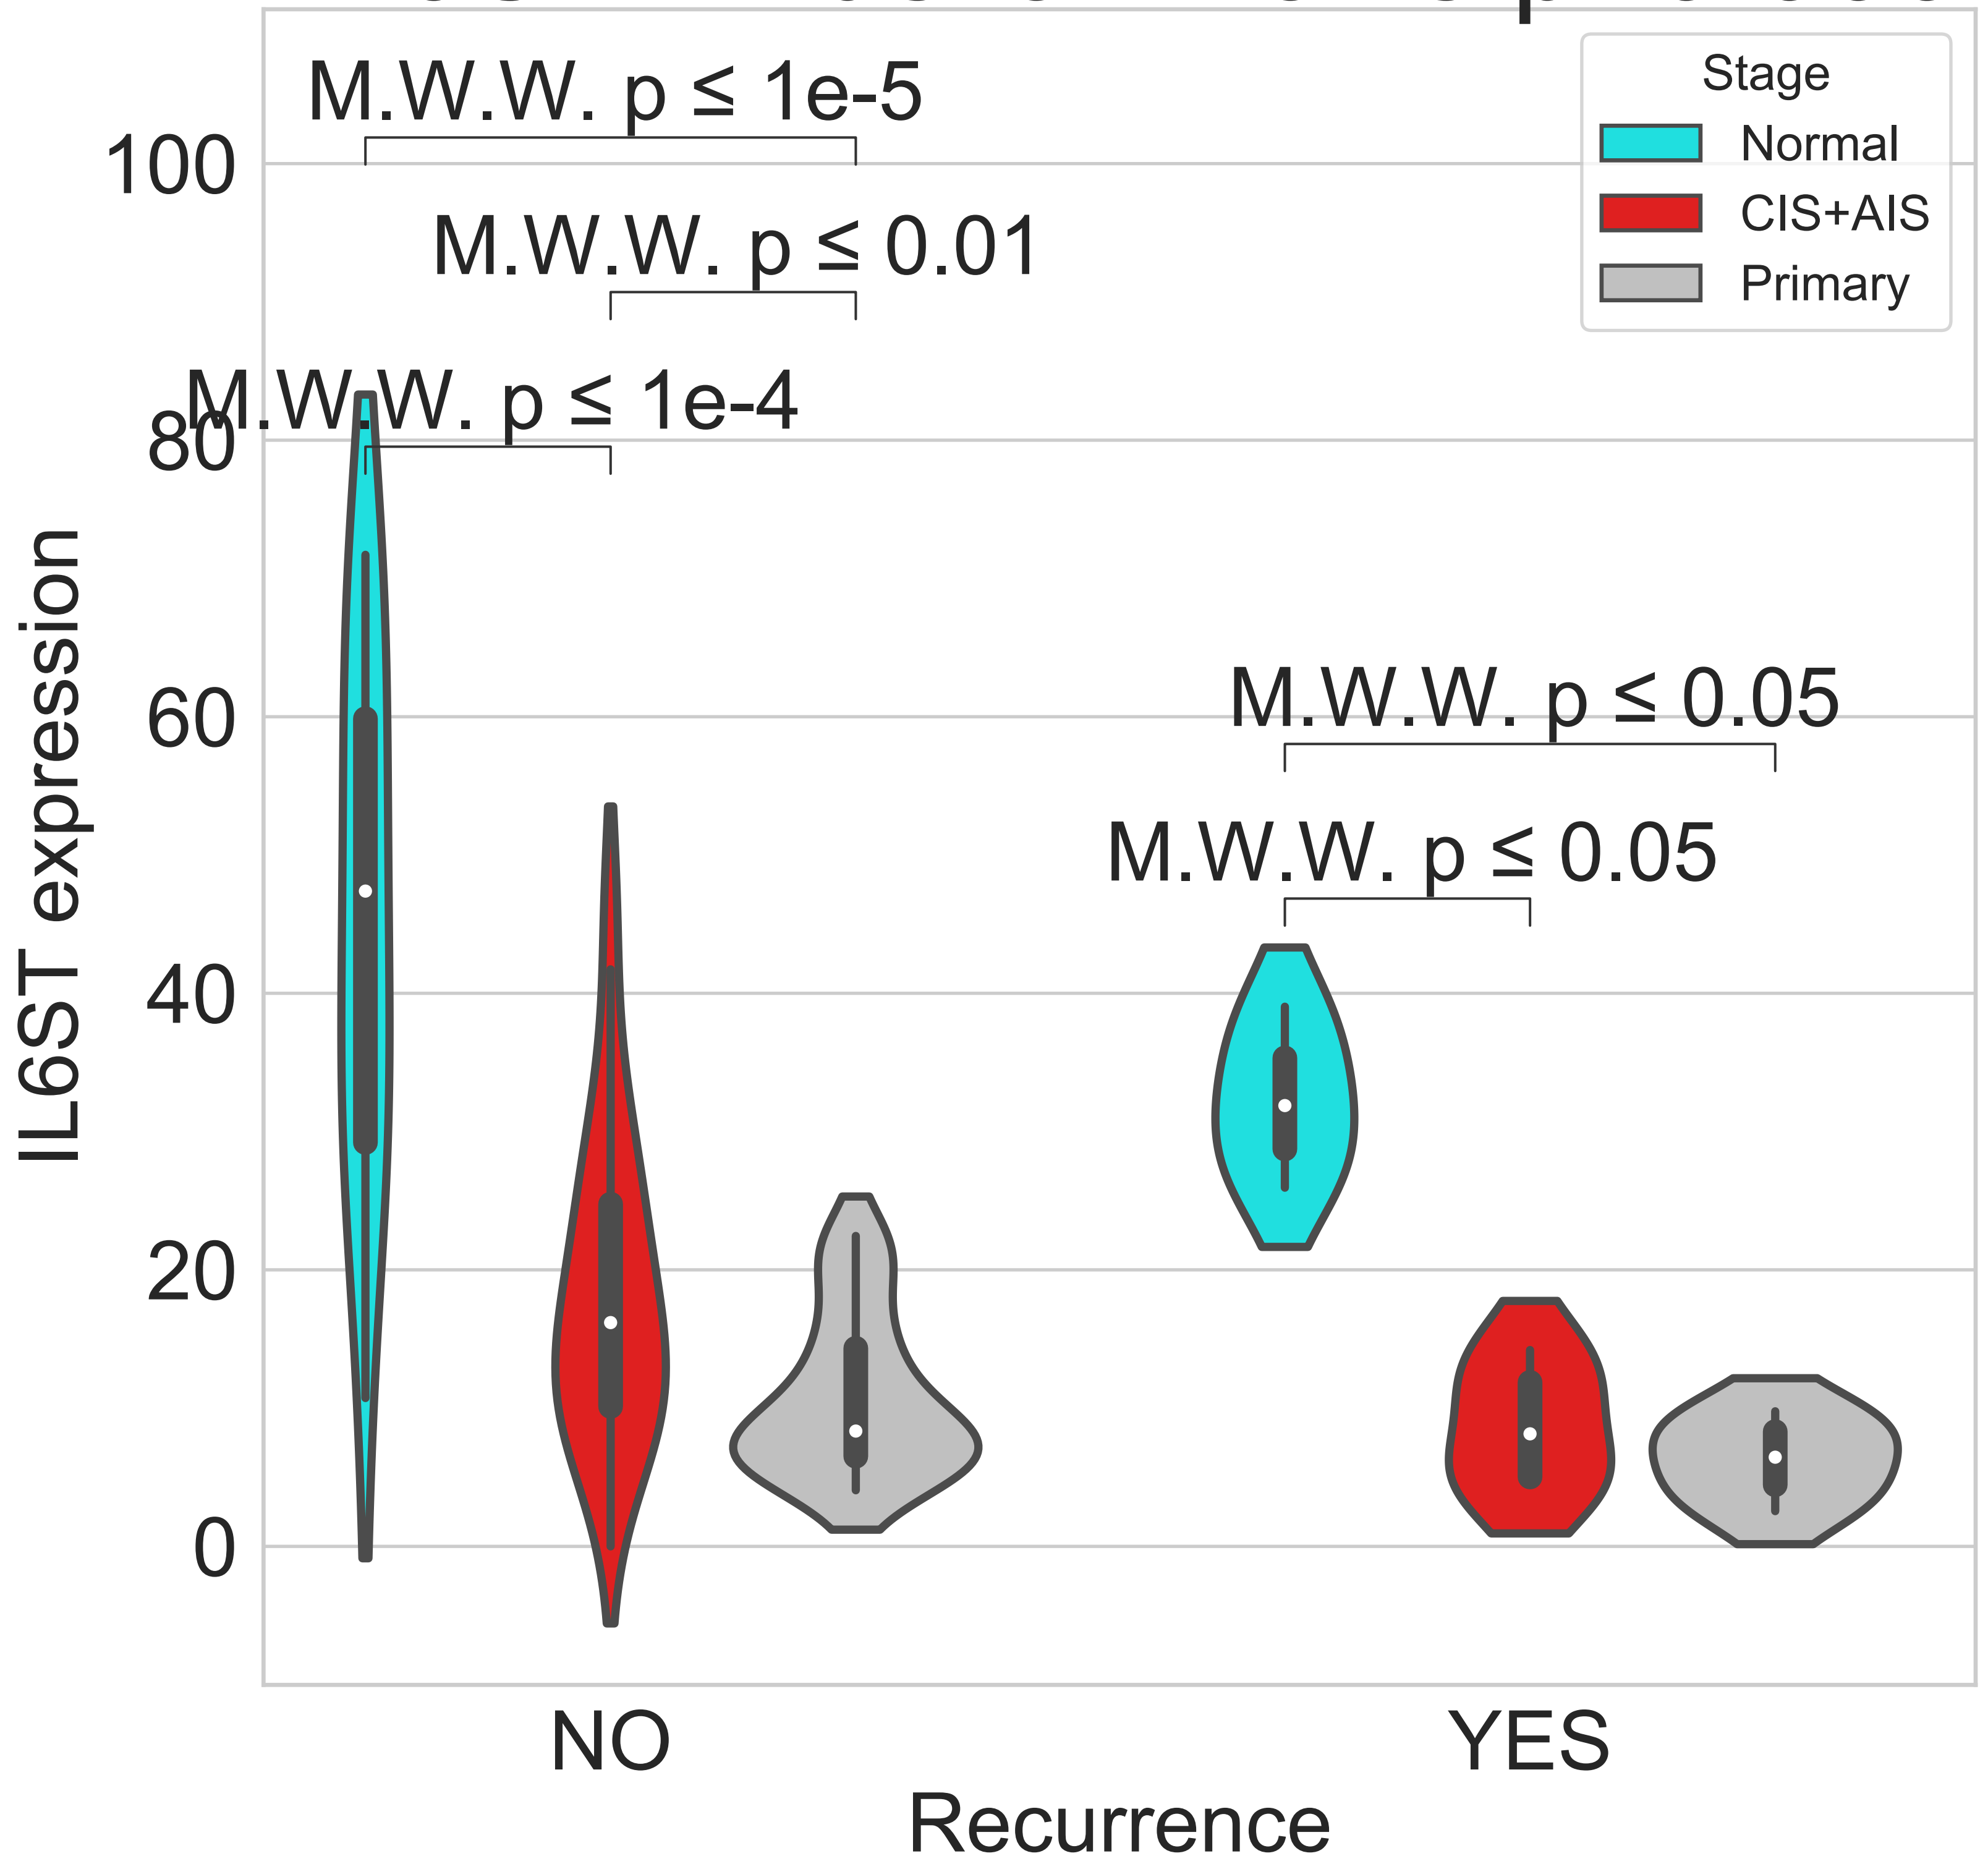 M.W.W. p ≤ 1e-5
M.W.W. p ≤ 0.01
M.W.W. p ≤ 1e-4
M.W.W. p ≤ 0.05
M.W.W. p ≤ 0.05
Stage
Normal
CIS+AIS
Primary
100
80
60
40
20
0
IL6ST expression
NO
YES
Recurrence